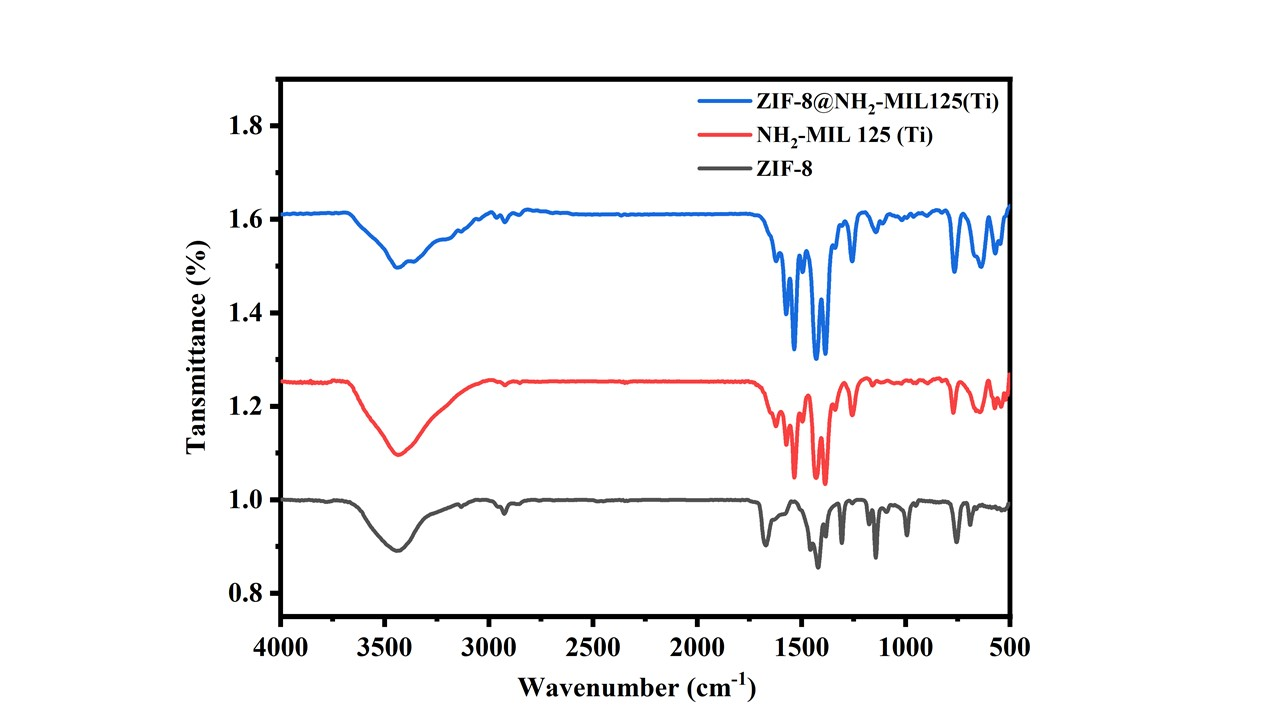 ZIF-8@NH₂-MIL125(Ti)
NH₂-MIL 125 (Ti)
ZIF-8
Tansmittance (%)
1.8
1.6
1.4
1.2
1.0
0.8
4000 3500 3000 2500 2000 1500 1000 500
Wavenumber (cm⁻¹)